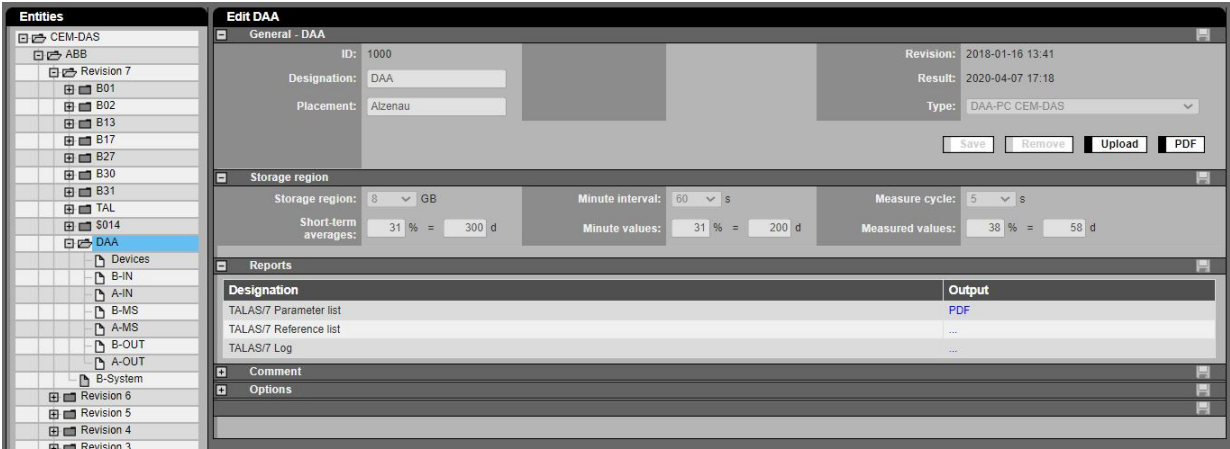 Entities
CEM-DAS
ABB
Revision 7
B01
B02
B13
B17
B27
B30
B31
TAL
$014
DAA
Devices
B-IN
A-IN
B-MS
A-MS
B-OUT
A-OUT
B-System
Revision 6
Revision 5
Revision 4
Revision 3
Edit DAA
General - DAA
ID: 1000 Revision: 2018-01-16 13:41
Designation: DAA Result: 2020-04-07 17:18
Placement: Alzenau Type: DAA-PC CEM-DAS
Save Remove Upload PDF
Storage region
Storage region: 8 GB Minute interval: 60 s Measure cycle: 5 s
Short-term averages: 31 % = 300 d Minute values: 31 % = 200 d Measured values: 38 % = 58 d
Reports
Designation Output
TALAS/7 Parameter list PDF
TALAS/7 Reference list ...
TALAS/7 Log ...
Comment
Options